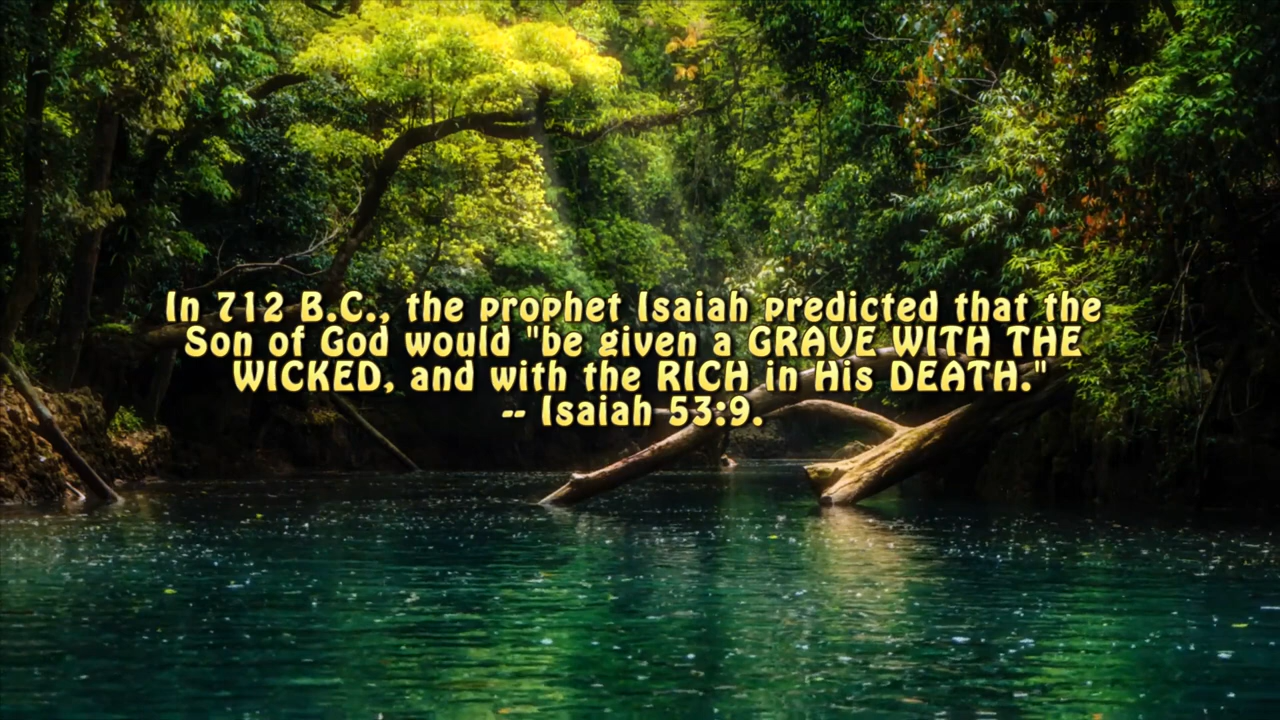 In 712 B.C., the prophet Isaiah predicted that the
Son of God would "be given a GRAVE WITH THE
WICKED, and with the RICH in His DEATH."
-- Isaiah 53:9.